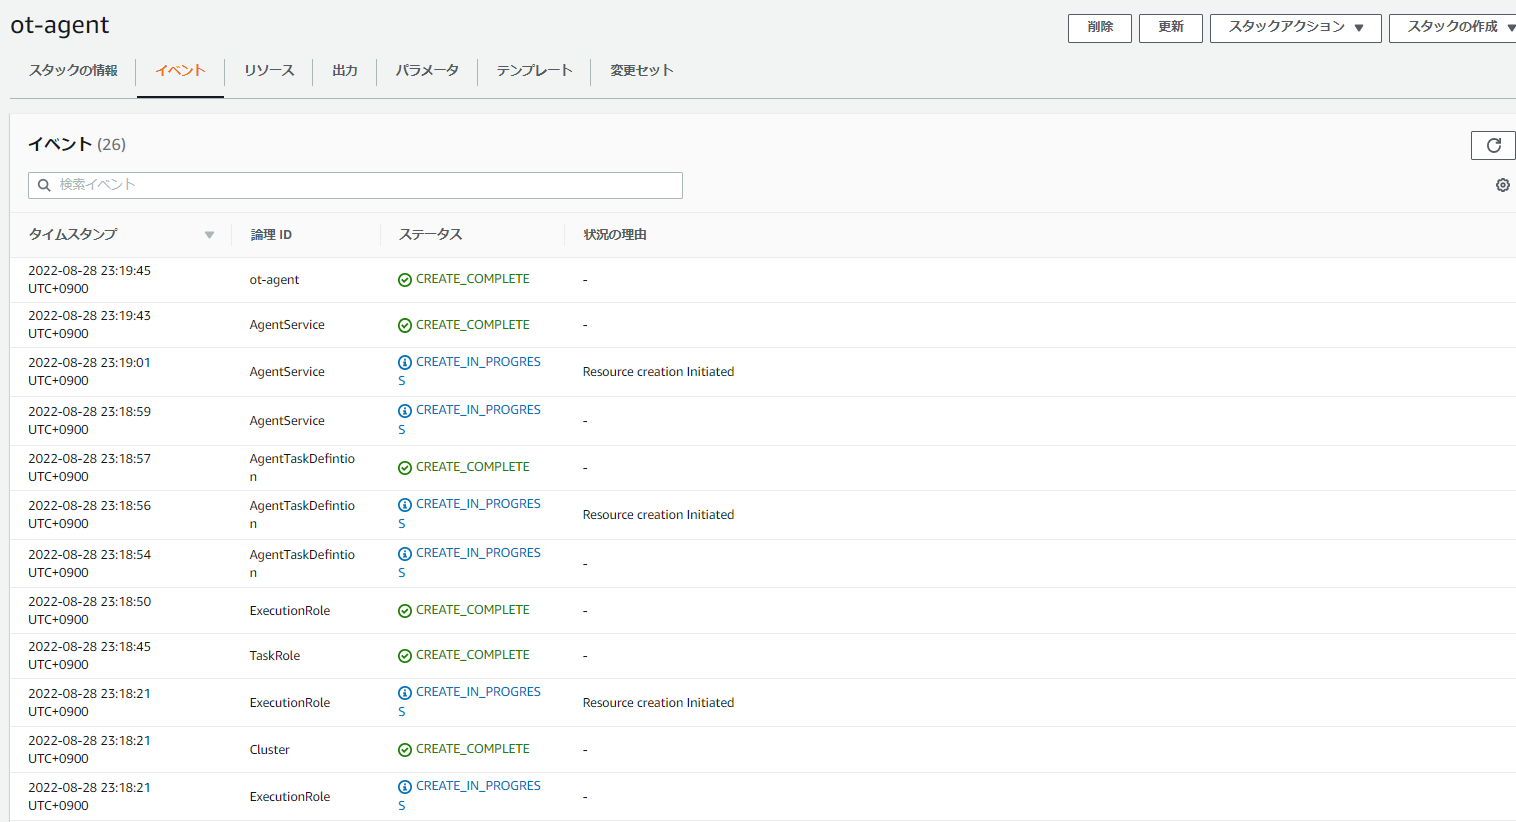 ot-agent
削除 更新 スタックアクション ▼ スタックの作成 ▼
スタックの情報 イベント リソース 出力 パラメータ テンプレート 変更セット
イベント (26)
検索イベント
タイムスタンプ ▼ 論理 ID ステータス 状況の理由
2022-08-28 23:19:45
UTC+0900
ot-agent
CREATE_COMPLETE
-
2022-08-28 23:19:43
UTC+0900
AgentService
CREATE_COMPLETE
-
2022-08-28 23:19:01
UTC+0900
AgentService
CREATE_IN_PROGRES
S
Resource creation Initiated
2022-08-28 23:18:59
UTC+0900
AgentService
CREATE_IN_PROGRES
S
-
2022-08-28 23:18:57
UTC+0900
AgentTaskDefintio
n
CREATE_COMPLETE
-
2022-08-28 23:18:56
UTC+0900
AgentTaskDefintio
n
CREATE_IN_PROGRES
S
Resource creation Initiated
2022-08-28 23:18:54
UTC+0900
AgentTaskDefintio
n
CREATE_IN_PROGRES
S
-
2022-08-28 23:18:50
UTC+0900
ExecutionRole
CREATE_COMPLETE
-
2022-08-28 23:18:45
UTC+0900
TaskRole
CREATE_COMPLETE
-
2022-08-28 23:18:21
UTC+0900
ExecutionRole
CREATE_IN_PROGRES
S
Resource creation Initiated
2022-08-28 23:18:21
UTC+0900
Cluster
CREATE_COMPLETE
-
2022-08-28 23:18:21
UTC+0900
ExecutionRole
CREATE_IN_PROGRES
S
-